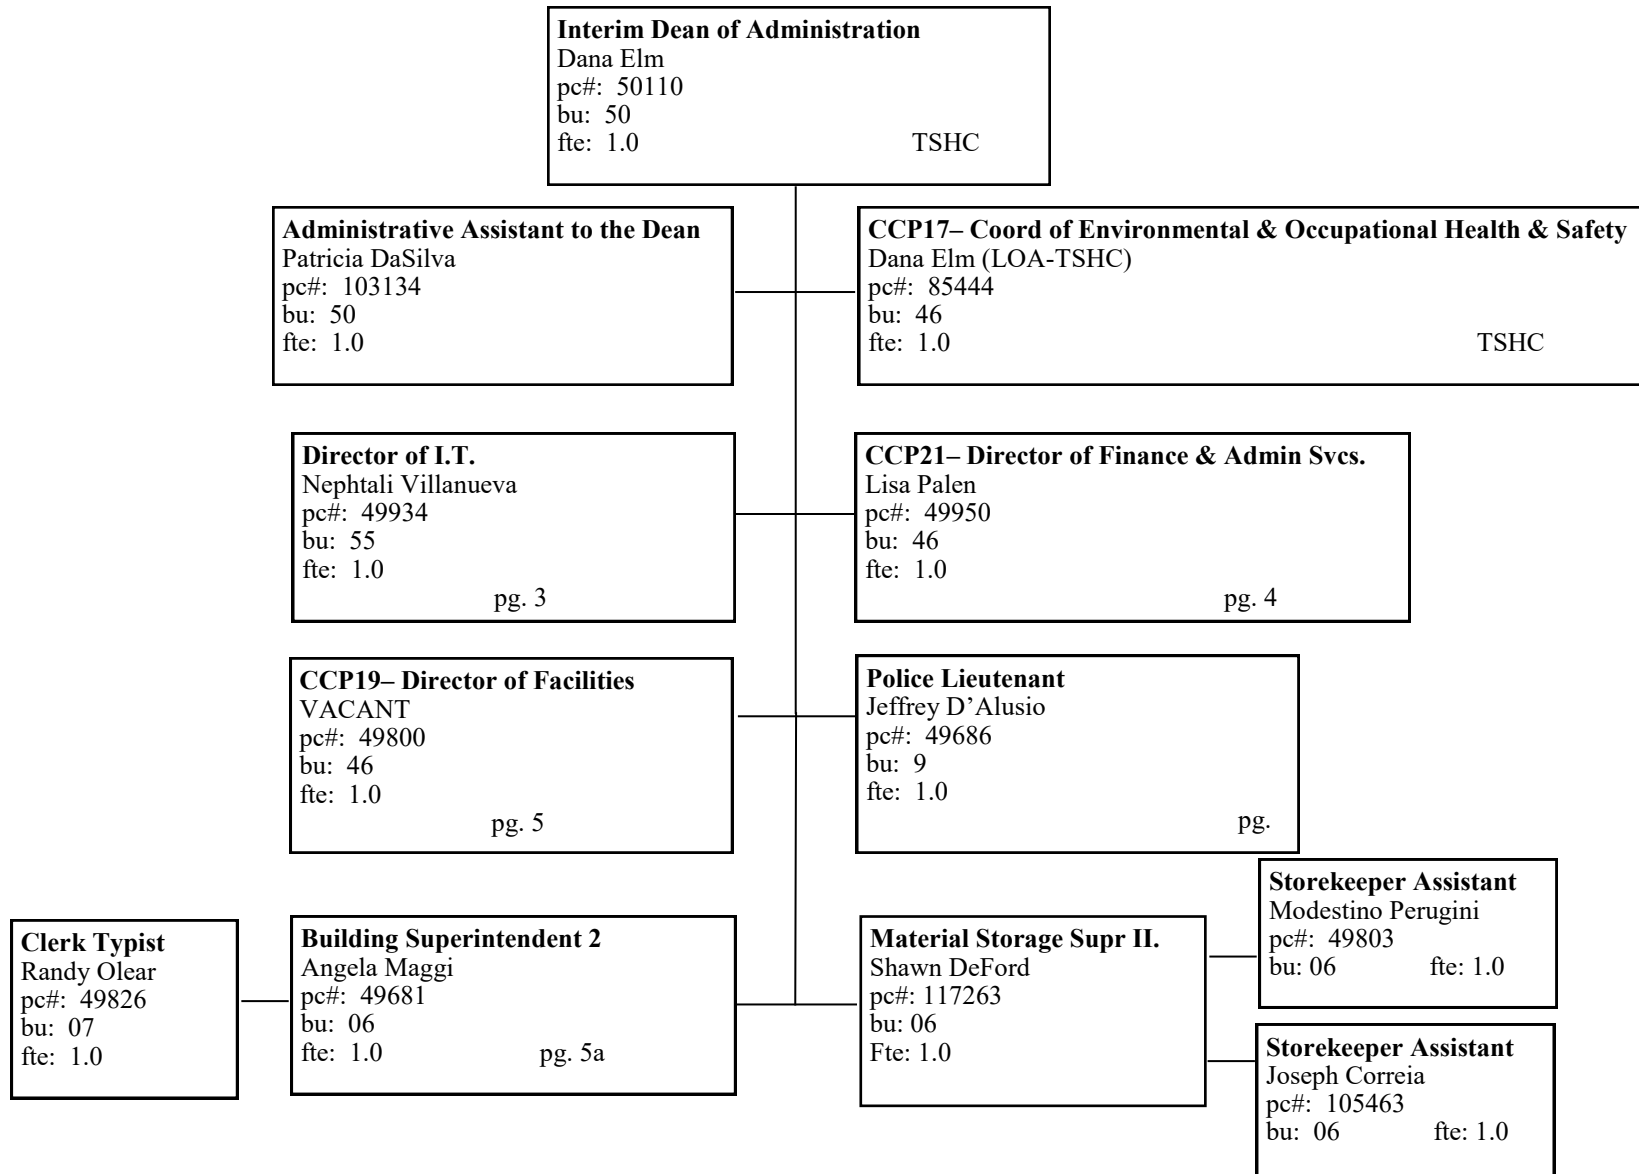 Interim Dean of Administration
Dana Elm
pc#: 50110
bu: 50
fte: 1.0 TSHC
Administrative Assistant to the Dean
Patricia DaSilva
pc#: 103134
bu: 50
fte: 1.0
CCP17– Coord of Environmental & Occupational Health & Safety
Dana Elm (LOA-TSHC)
pc#: 85444
bu: 46
fte: 1.0 TSHC
Director of I.T.
Nephtali Villanueva
pc#: 49934
bu: 55
fte: 1.0
pg. 3
CCP21– Director of Finance & Admin Svcs.
Lisa Palen
pc#: 49950
bu: 46
fte: 1.0
pg. 4
CCP19– Director of Facilities
VACANT
pc#: 49800
bu: 46
fte: 1.0
pg. 5
Police Lieutenant
Jeffrey D’Alusio
pc#: 49686
bu: 9
fte: 1.0
pg.
Clerk Typist
Randy Olear
pc#: 49826
bu: 07
fte: 1.0
Building Superintendent 2
Angela Maggi
pc#: 49681
bu: 06
fte: 1.0 pg. 5a
Material Storage Supr II.
Shawn DeFord
pc#: 117263
bu: 06
Fte: 1.0
Storekeeper Assistant
Modestino Perugini
pc#: 49803
bu: 06 fte: 1.0
Storekeeper Assistant
Joseph Correia
pc#: 105463
bu: 06 fte: 1.0